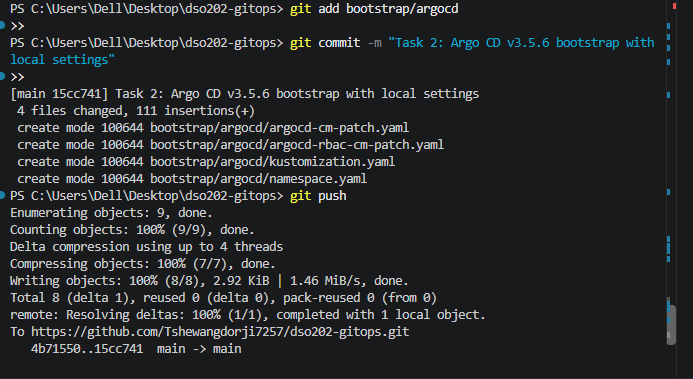 PS C:\Users\Dell\Desktop\dso202-gitops> git add bootstrap/argocd
>>
PS C:\Users\Dell\Desktop\dso202-gitops> git commit -m "Task 2: Argo CD v3.5.6 bootstrap with
local settings"
>>
[main 15cc741] Task 2: Argo CD v3.5.6 bootstrap with local settings
 4 files changed, 111 insertions(+)
 create mode 100644 bootstrap/argocd/argocd-cm-patch.yaml
 create mode 100644 bootstrap/argocd/argocd-rbac-cm-patch.yaml
 create mode 100644 bootstrap/argocd/kustomization.yaml
 create mode 100644 bootstrap/argocd/namespace.yaml
PS C:\Users\Dell\Desktop\dso202-gitops> git push
Enumerating objects: 9, done.
Counting objects: 100% (9/9), done.
Delta compression using up to 4 threads
Compressing objects: 100% (7/7), done.
Writing objects: 100% (8/8), 2.92 KiB | 1.46 MiB/s, done.
Total 8 (delta 1), reused 0 (delta 0), pack-reused 0 (from 0)
remote: Resolving deltas: 100% (1/1), completed with 1 local object.
To https://github.com/Tshewangdorji7257/dso202-gitops.git
   4b71550..15cc741  main -> main